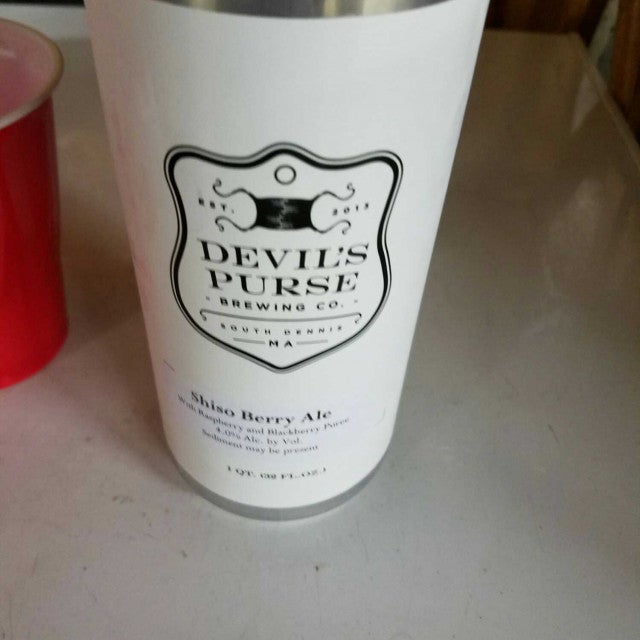 EST. 2015
DEVIL'S
PURSE
- BREWING CO. -
SOUTH DENNIS
— MA —
Shiso Berry Ale
With Raspberry and Blackberry Puree
4.0% Alc. by Vol.
Sediment may be present
1 QT. (32 FL.OZ.)